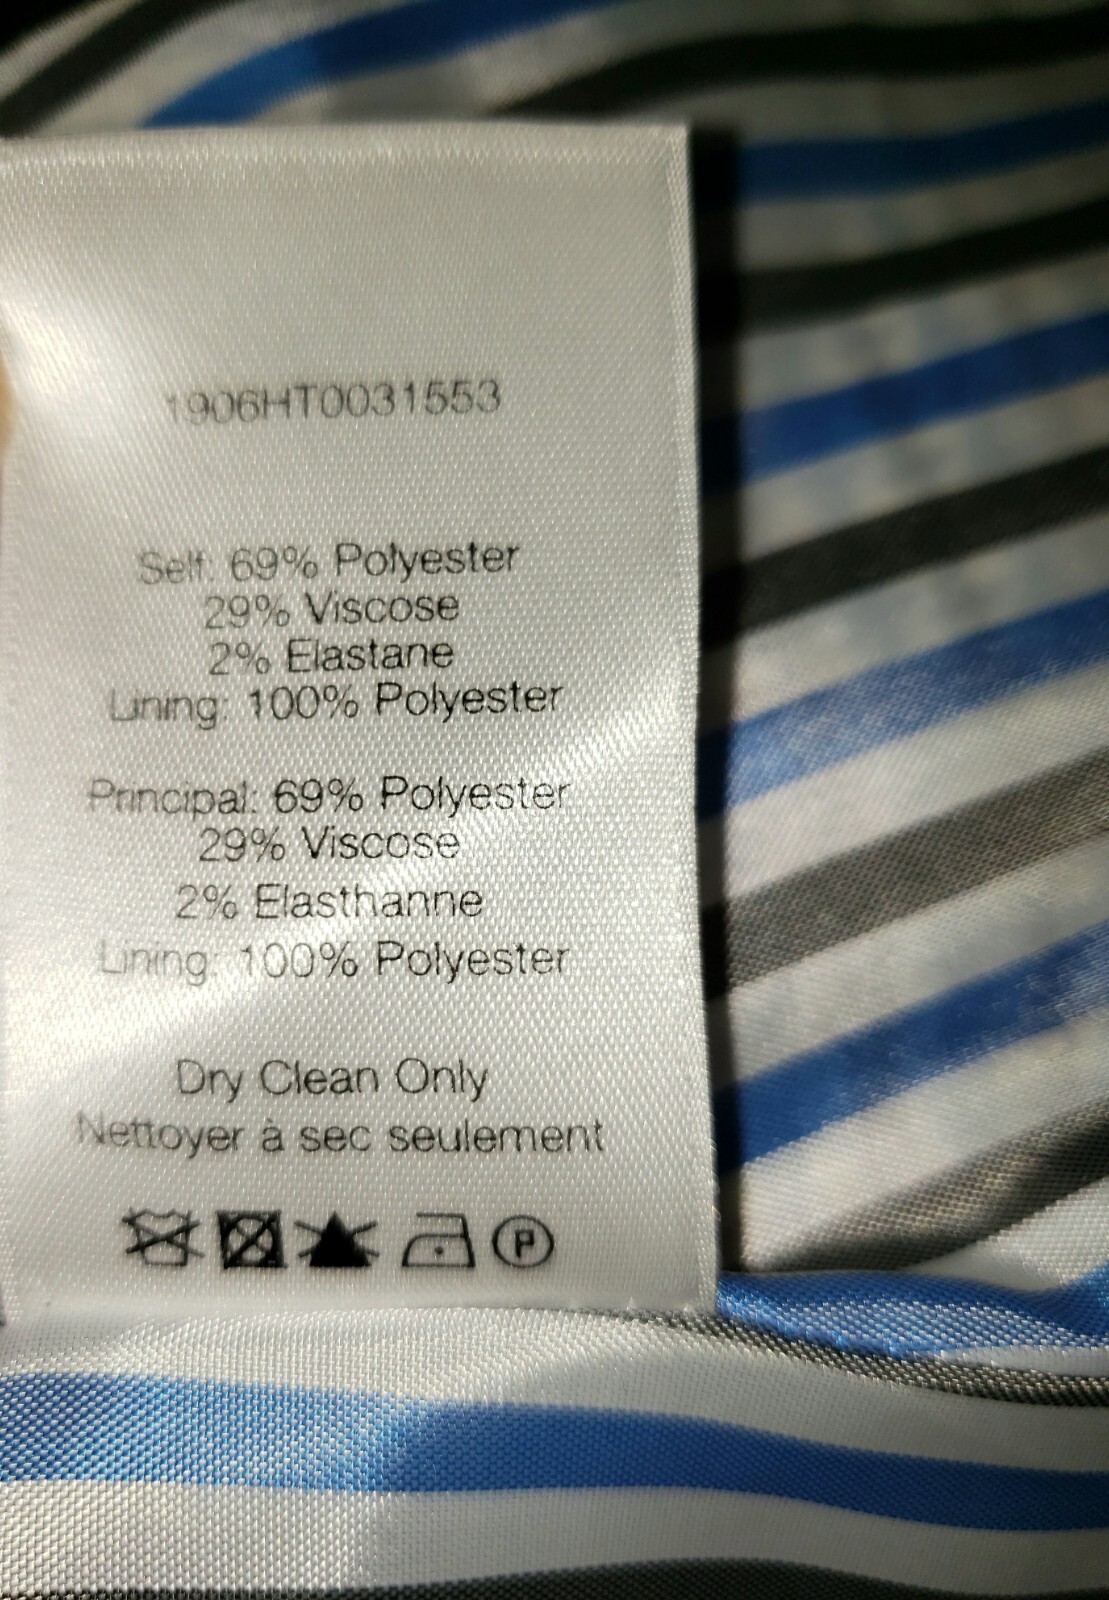 1906HT0031553
Self: 69% Polyester
29% Viscose
2% Elastane
Lining: 100% Polyester
Principal: 69% Polyester
29% Viscose
2% Elasthanne
Lining: 100% Polyester
Dry Clean Only
Nettoyer à sec seulement
P